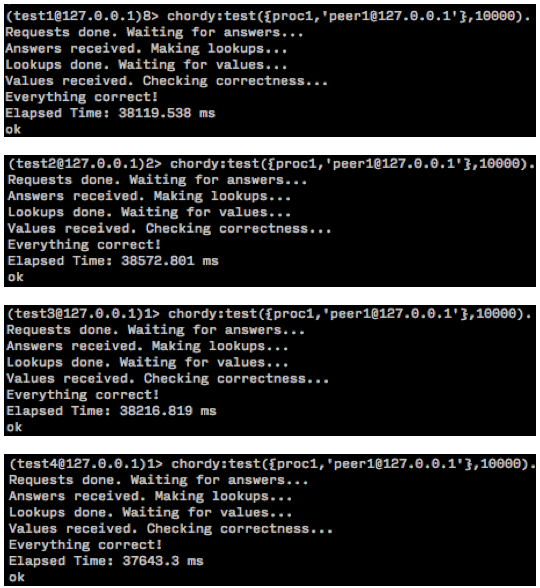 (test1@127.0.0.1)8> chordy:test({proc1,'peer1@127.0.0.1'},10000).
Requests done. Waiting for answers...
Answers received. Making lookups...
Lookups done. Waiting for values...
Values received. Checking correctness...
Everything correct!
Elapsed Time: 38119.538 ms
ok
(test2@127.0.0.1)2> chordy:test({proc1,'peer1@127.0.0.1'},10000).
Requests done. Waiting for answers...
Answers received. Making lookups...
Lookups done. Waiting for values...
Values received. Checking correctness...
Everything correct!
Elapsed Time: 38572.801 ms
ok
(test3@127.0.0.1)1> chordy:test({proc1,'peer1@127.0.0.1'},10000).
Requests done. Waiting for answers...
Answers received. Making lookups...
Lookups done. Waiting for values...
Values received. Checking correctness...
Everything correct!
Elapsed Time: 38216.819 ms
ok
(test4@127.0.0.1)1> chordy:test({proc1,'peer1@127.0.0.1'},10000).
Requests done. Waiting for answers...
Answers received. Making lookups...
Lookups done. Waiting for values...
Values received. Checking correctness...
Everything correct!
Elapsed Time: 37643.3 ms
ok